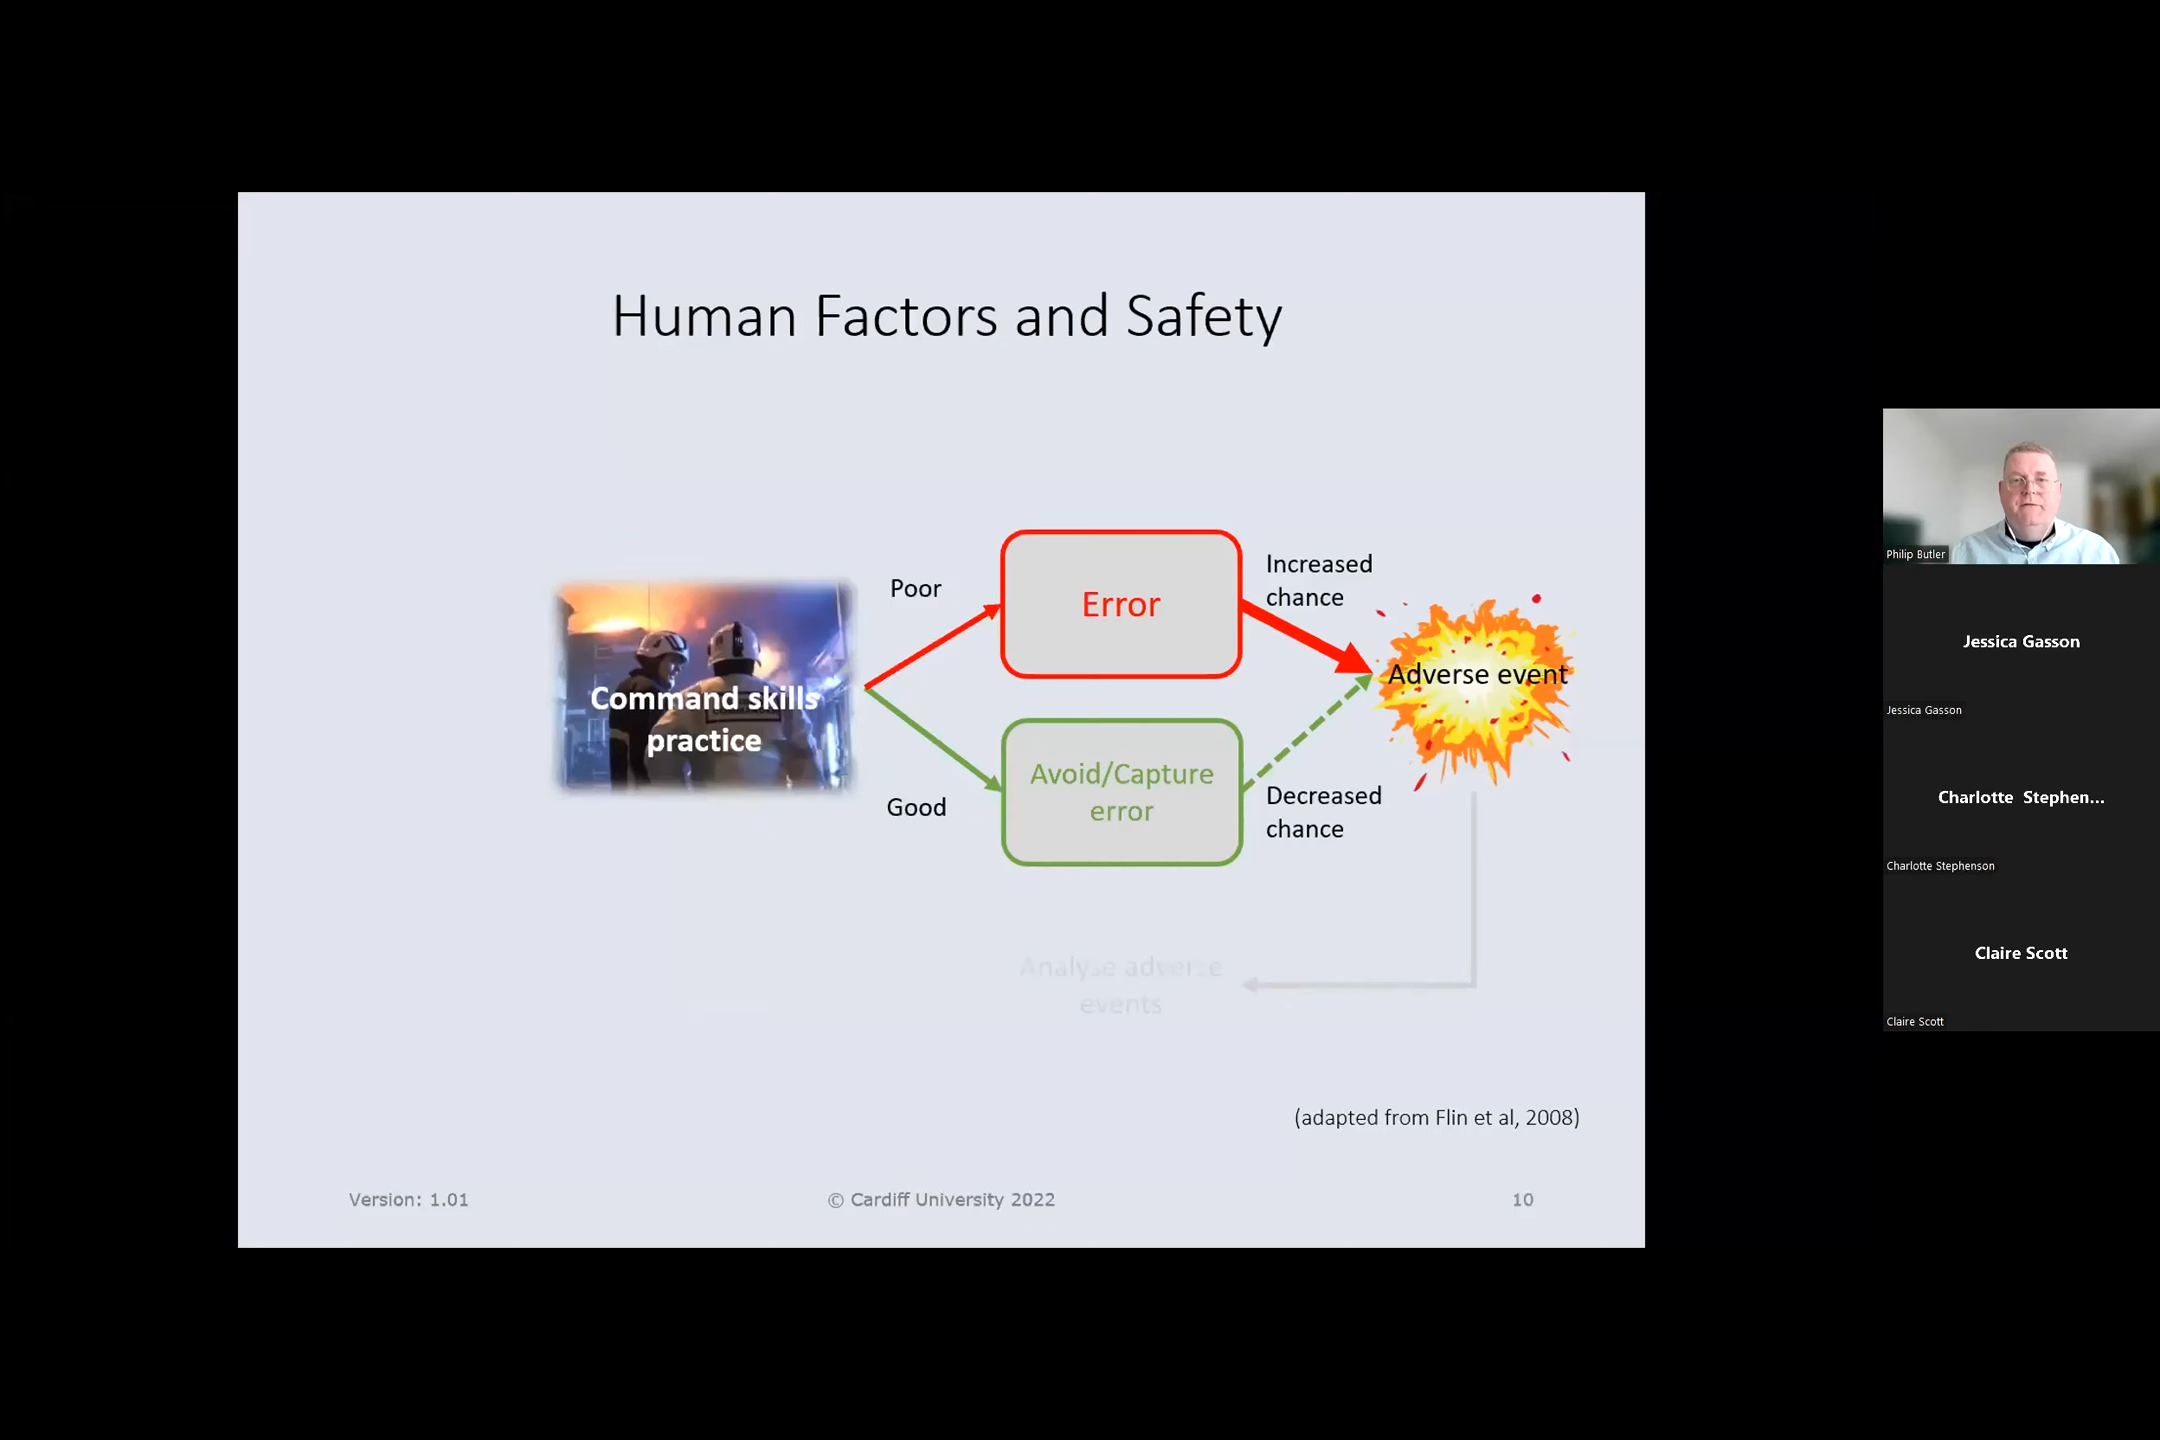 Human Factors and Safety
Poor
Error
Increased
chance
Command skills
practice
Adverse event
Good
Avoid/Capture
error
Decreased
chance
Analyse adverse
events
(adapted from Flin et al, 2008)
Version: 1.01
© Cardiff University 2022
10
Philip Butler
Jessica Gasson
Jessica Gasson
Charlotte Stephen...
Charlotte Stephenson
Claire Scott
Claire Scott